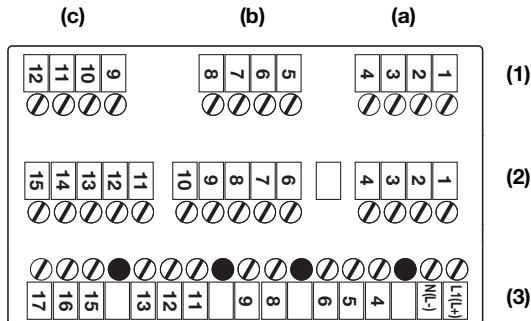 (c) (b) (a)
12 11 10 9 8 7 6 5 4 3 2 1 (1)
15 14 13 12 11 10 9 8 7 6 4 3 2 1 (2)
17 16 15 13 12 11 9 8 6 5 4 N(L-) L1(L+) (3)